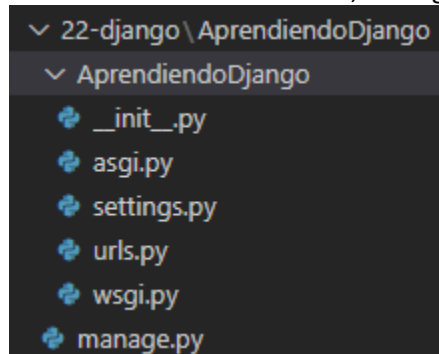 22-django\AprendiendoDjango
AprendiendoDjango
__init__.py
asgi.py
settings.py
urls.py
wsgi.py
manage.py